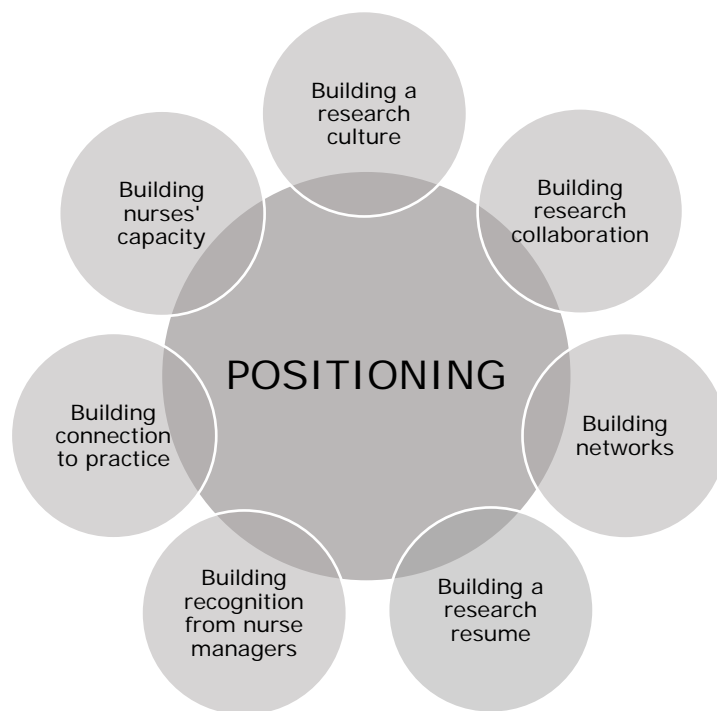 Building a
research
culture
Building
research
collaboration
Building
networks
Building a
research
resume
Building
recognition
from nurse
managers
Building
connection
to practice
Building
nurses'
capacity
POSITIONING